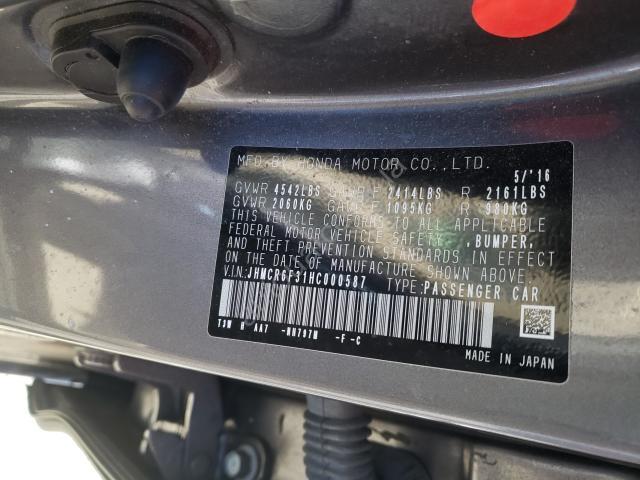 MFD.BY HONDA MOTOR CO.,LTD. 5/'16
GVWR 4542LBS GAWR F 2414LBS R 2161LBS
GVWR 2060KG GAWR F 1095KG R 980KG
THIS VEHICLE CONFORMS TO ALL APPLICABLE
FEDERAL MOTOR VEHICLE SAFETY, BUMPER,
AND THEFT PREVENTION STANDARDS IN EFFECT
ON THE DATE OF MANUFACTURE SHOWN ABOVE.
VIN:JHMCR6F31HC000587 TYPE:PASSENGER CAR
AA7 -NH797M -F -C
MADE IN JAPAN